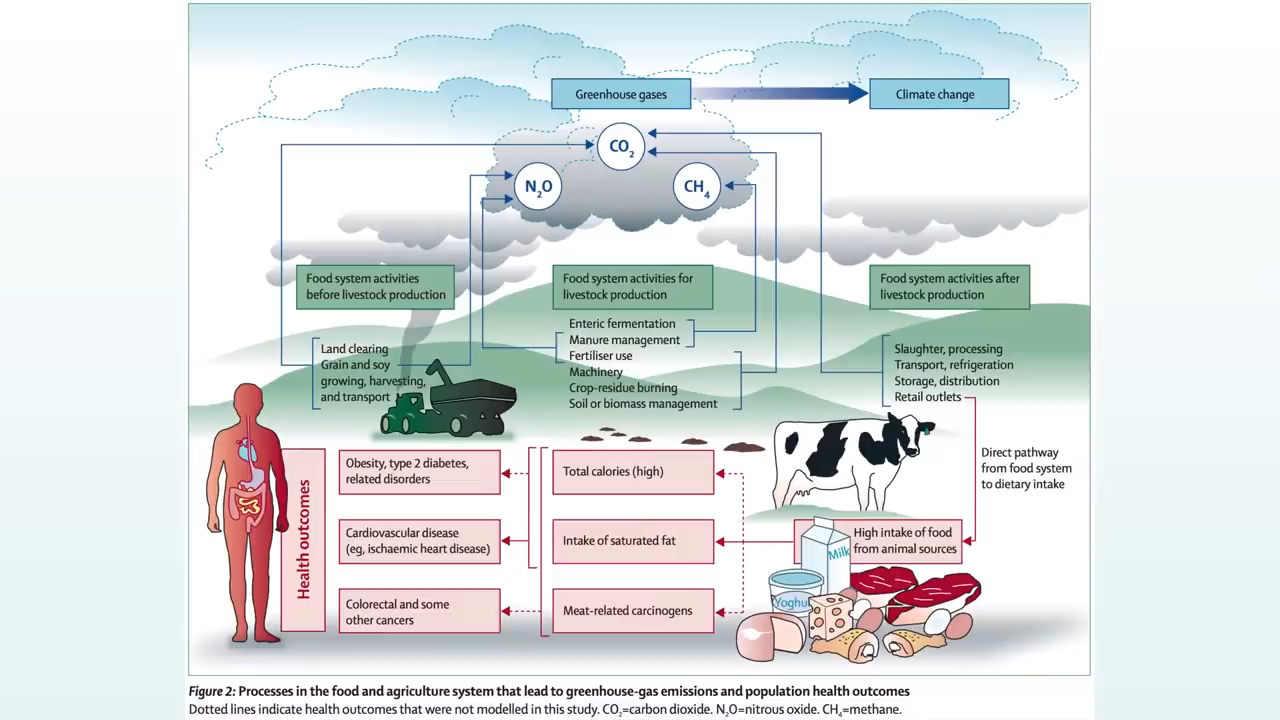 Greenhouse gases
Climate change
CO₂
N₂O
CH₄
Food system activities
before livestock production
Food system activities for
livestock production
Food system activities after
livestock production
Land clearing
Grain and soy
growing, harvesting,
and transport
Enteric fermentation
Manure management
Fertiliser use
Machinery
Crop-residue burning
Soil or biomass management
Slaughter, processing
Transport, refrigeration
Storage, distribution
Retail outlets
Direct pathway
from food system
to dietary intake
Health outcomes
Obesity, type 2 diabetes,
related disorders
Total calories (high)
Cardiovascular disease
(eg, ischaemic heart disease)
Intake of saturated fat
High intake of food
from animal sources
Milk
Colorectal and some
other cancers
Meat-related carcinogens
Yoghu
Figure 2: Processes in the food and agriculture system that lead to greenhouse-gas emissions and population health outcomes
Dotted lines indicate health outcomes that were not modelled in this study. CO₂=carbon dioxide. N₂O=nitrous oxide. CH₄=methane.